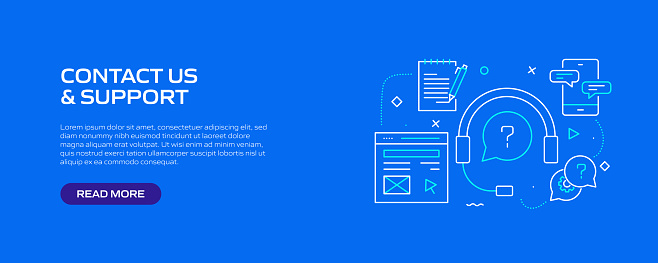 CONTACT US
& SUPPORT
Lorem ipsum dolor sit amet, consectetuer adipiscing elit, sed
diam nonummy nibh euismod tincidunt ut laoreet dolore
magna aliquam erat volutpat. Ut wisi enim ad minim veniam,
quis nostrud exerci tation ullamcorper suscipit lobortis nisl ut
aliquip ex ea commodo consequat.
READ MORE
?
?